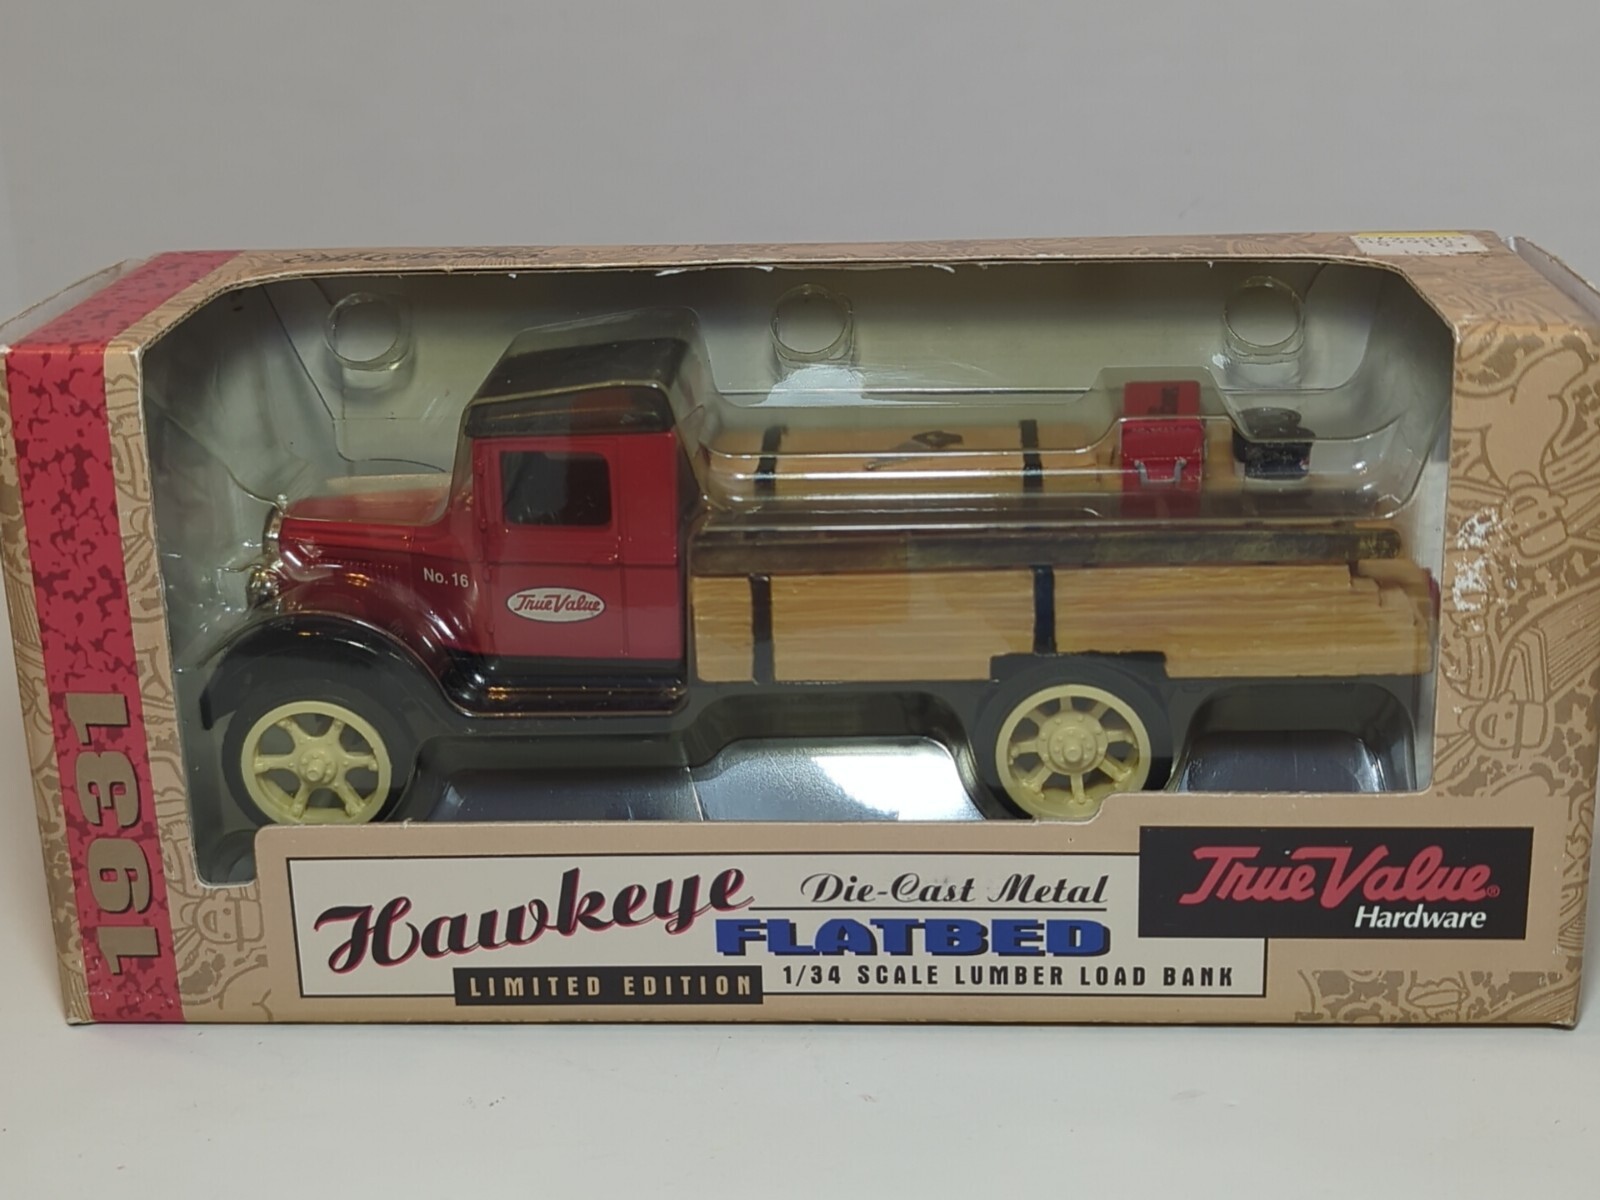 No. 16
True Value
1931
Hawkeye
Die-Cast Metal
FLATBED
LIMITED EDITION
1/34 SCALE LUMBER LOAD BANK
True Value®
Hardware